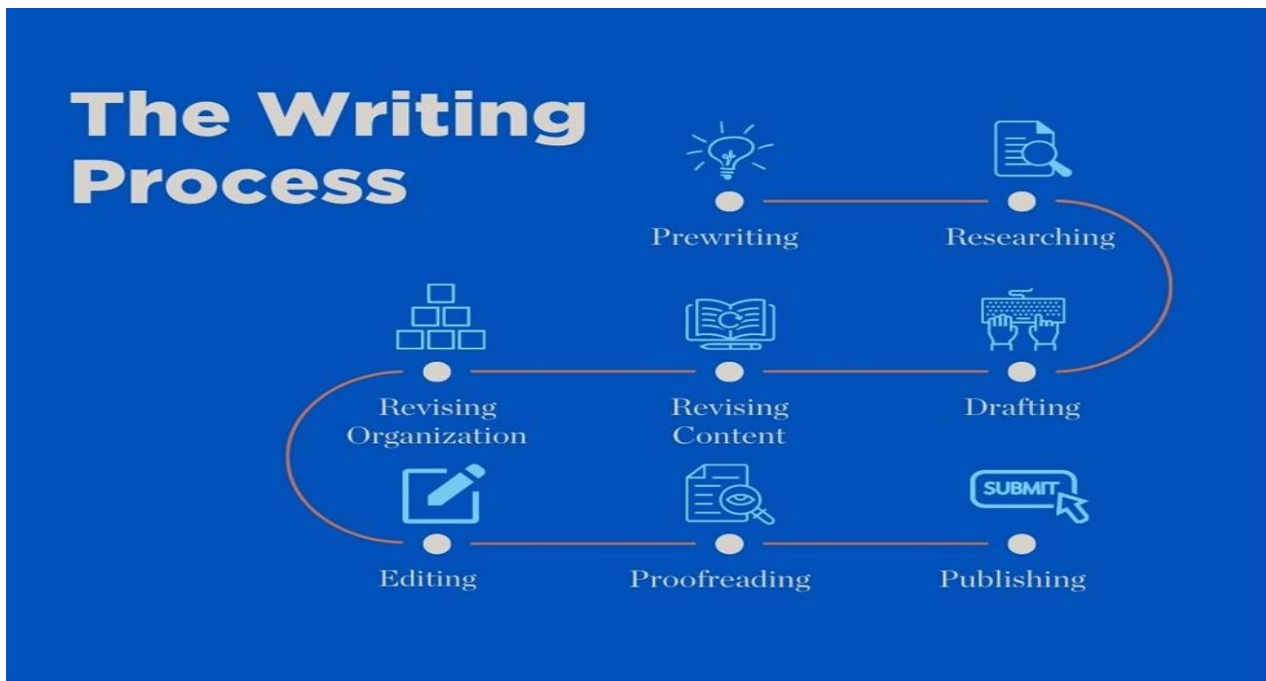 The Writing
Process
Prewriting
Researching
Drafting
Revising
Content
Revising
Organization
Editing
Proofreading
SUBMIT
Publishing